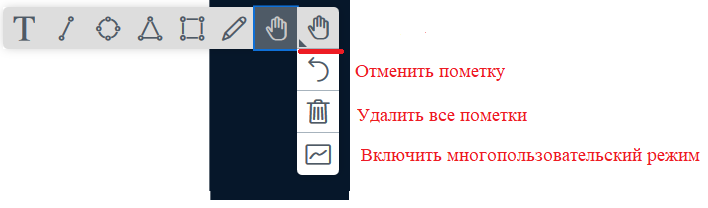 T
Отменить пометку
Удалить все пометки
Включить многопользовательский режим